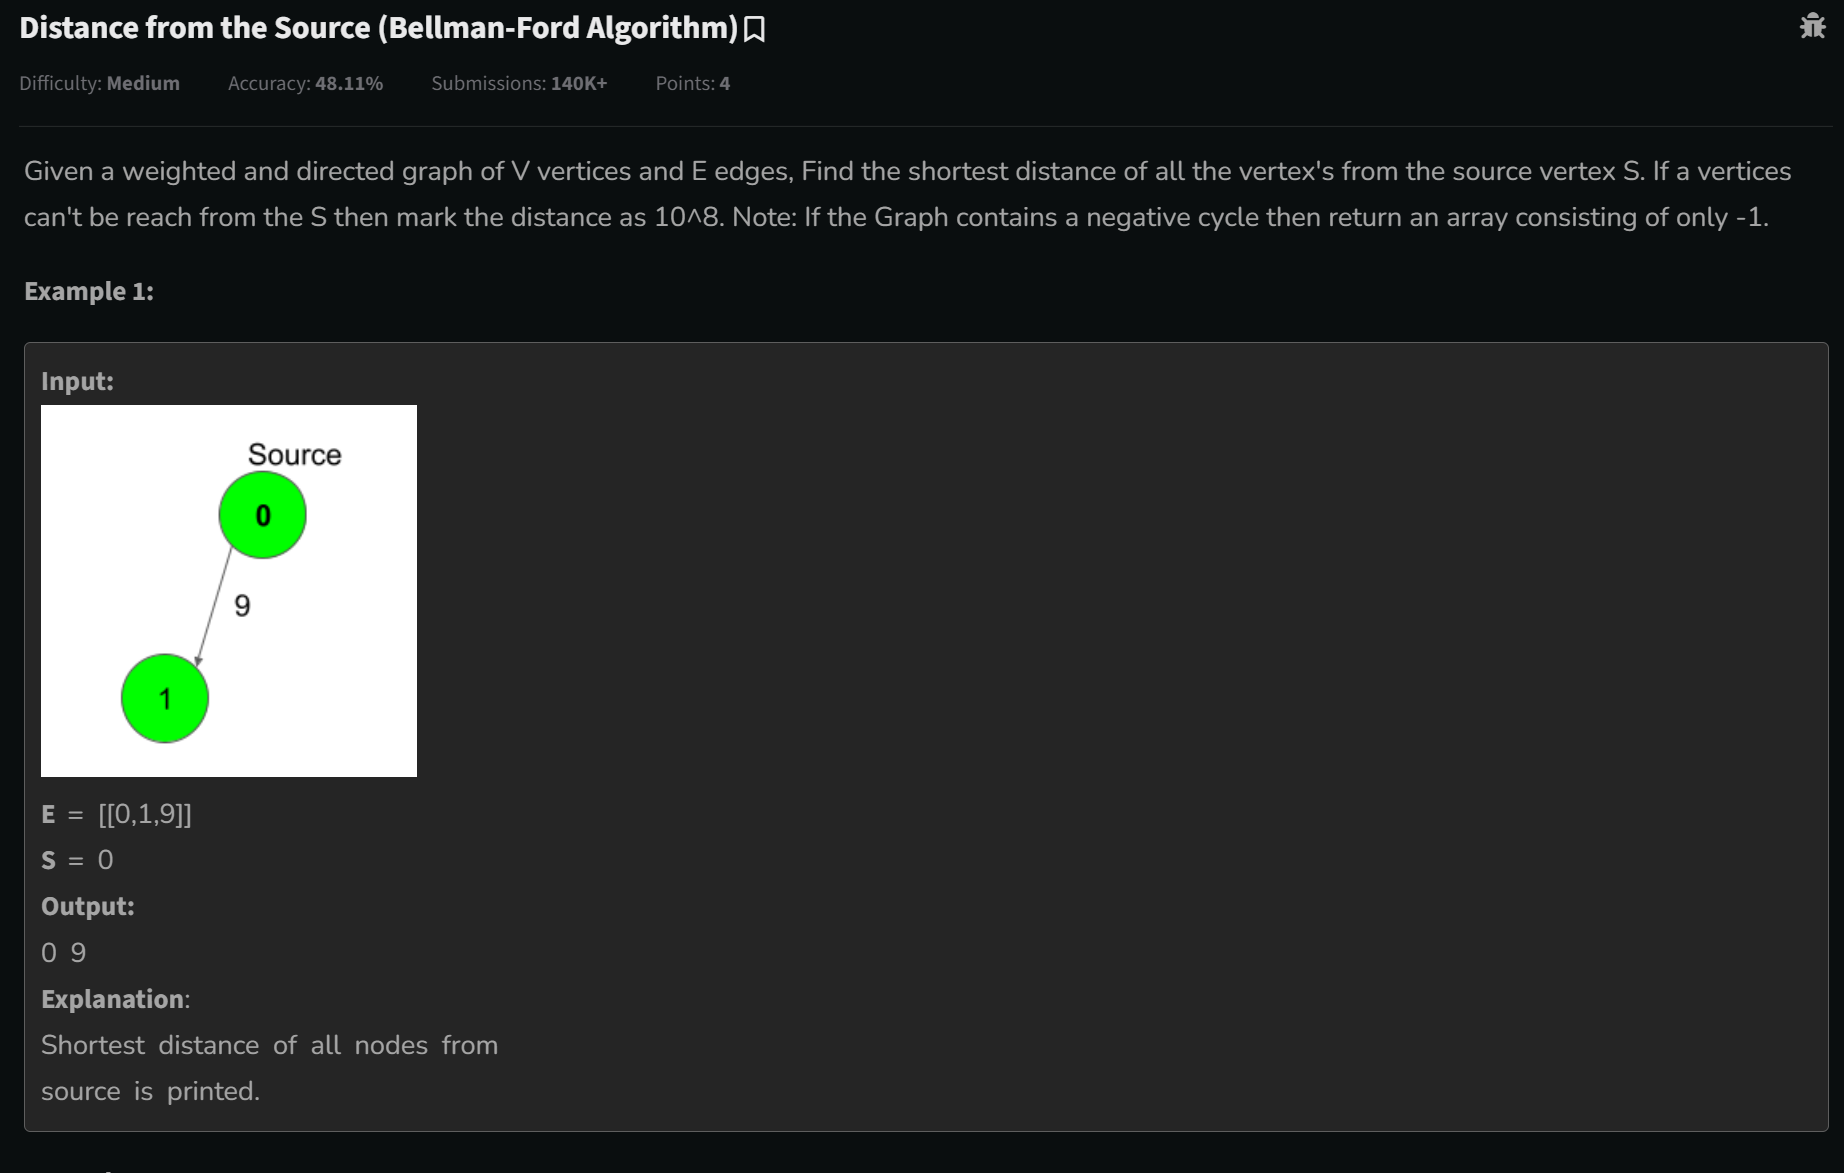 Distance from the Source (Bellman-Ford Algorithm)
Difficulty: Medium Accuracy: 48.11% Submissions: 140K+ Points: 4
Given a weighted and directed graph of V vertices and E edges, Find the shortest distance of all the vertex's from the source vertex S. If a vertices
can't be reach from the S then mark the distance as 10^8. Note: If the Graph contains a negative cycle then return an array consisting of only -1.
Example 1:
Input:
Source
0
9
1
E = [[0,1,9]]
S = 0
Output:
0 9
Explanation:
Shortest distance of all nodes from
source is printed.